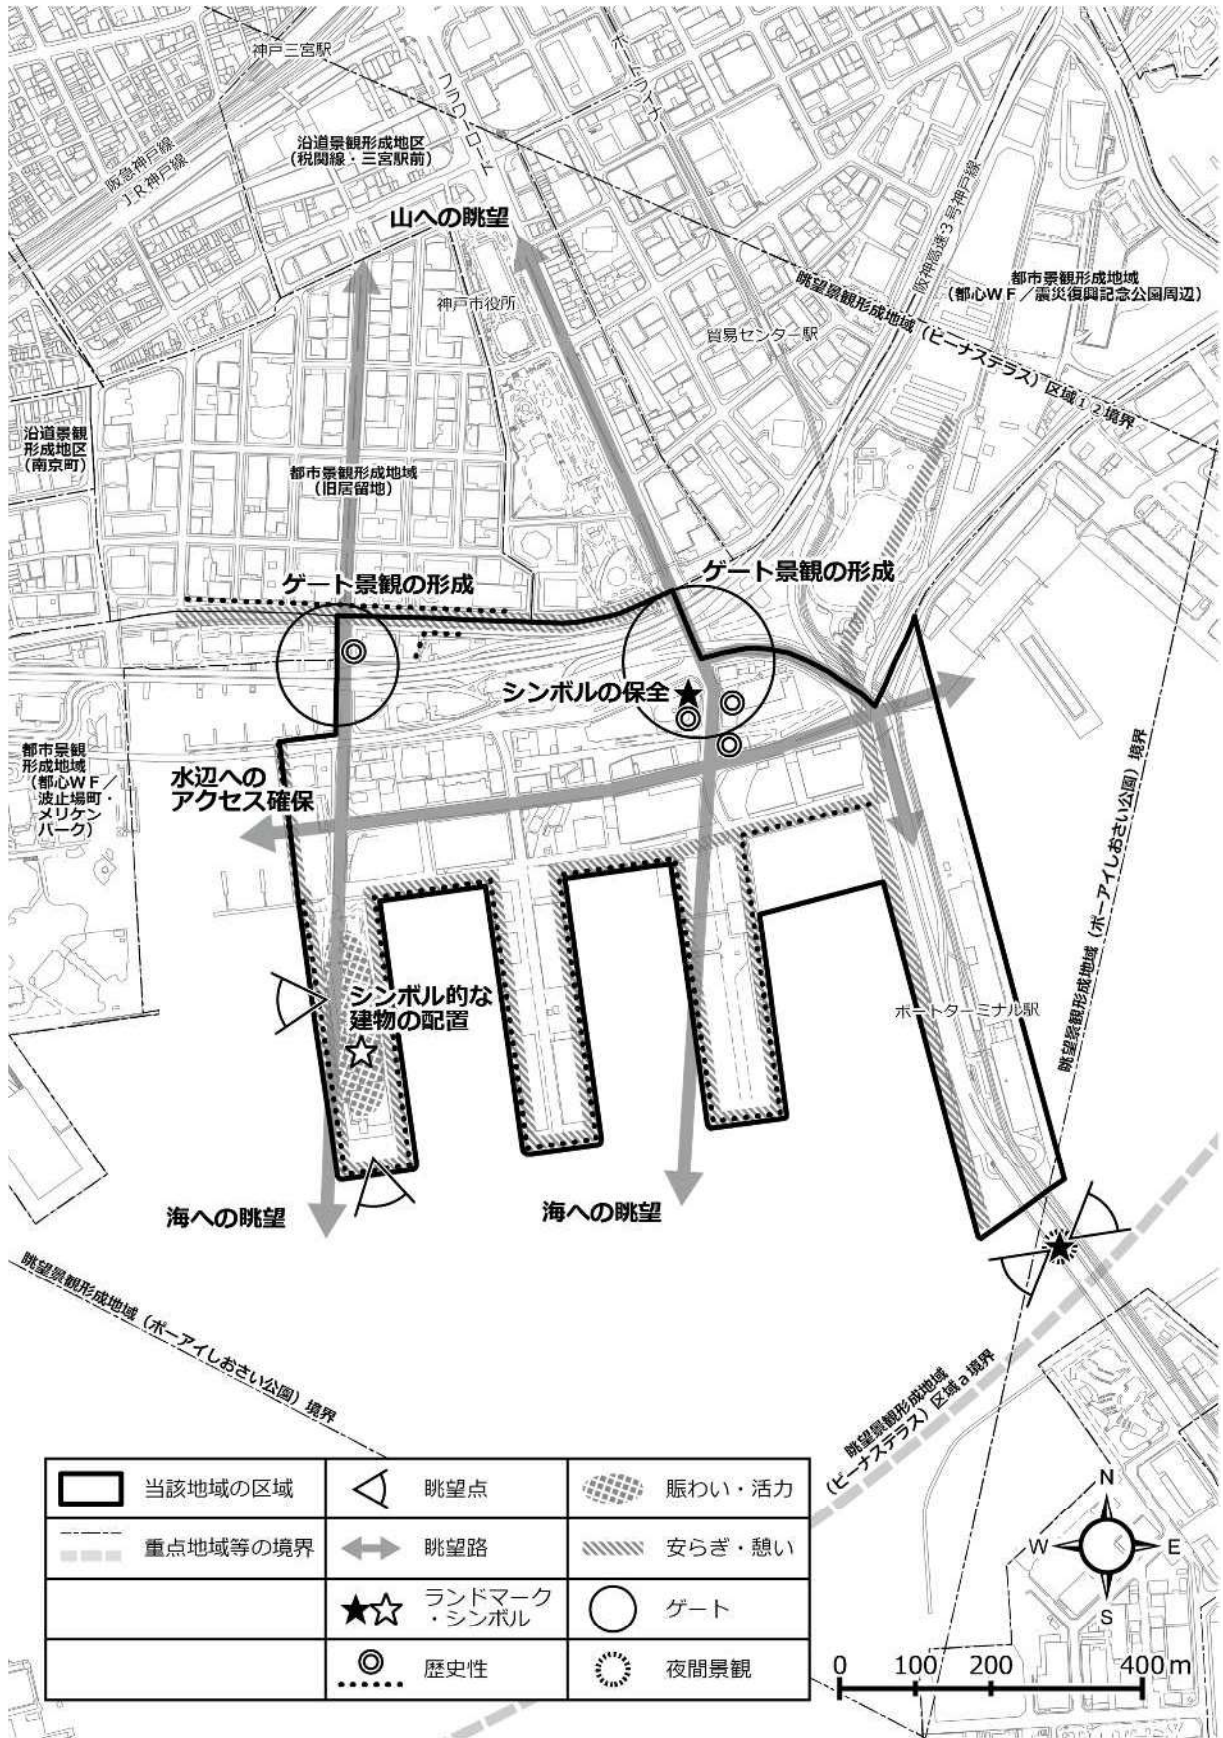 神戸三宮駅
フラワーロード
ポートライナー
沿道景観形成地区
(税関線・三宮駅前)
阪急神戸線
JR神戸線
山への眺望
神戸市役所
阪神高速3号神戸線
都市景観形成地域
(都心WF/震災復興記念公園周辺)
眺望景観形成地域(ビーナステラス)区域①②境界
貿易センター駅
沿道景観
形成地区
(南京町)
都市景観形成地域
(旧居留地)
ゲート景観の形成
ゲート景観の形成
シンボルの保全
都市景観
形成地域
(都心WF/
波止場町・
メリケン
パーク)
水辺への
アクセス確保
眺望景観形成地域(ポーアイしおさい公園)境界
シンボル的な
建物の配置
ポートターミナル駅
海への眺望
海への眺望
眺望景観形成地域(ポーアイしおさい公園)境界
眺望景観形成地域
(ビーナステラス)区域a境界
当該地域の区域
眺望点
賑わい・活力
重点地域等の境界
眺望路
安らぎ・憩い
ランドマーク
・シンボル
ゲート
歴史性
夜間景観
N
W
E
S
0 100 200 400m